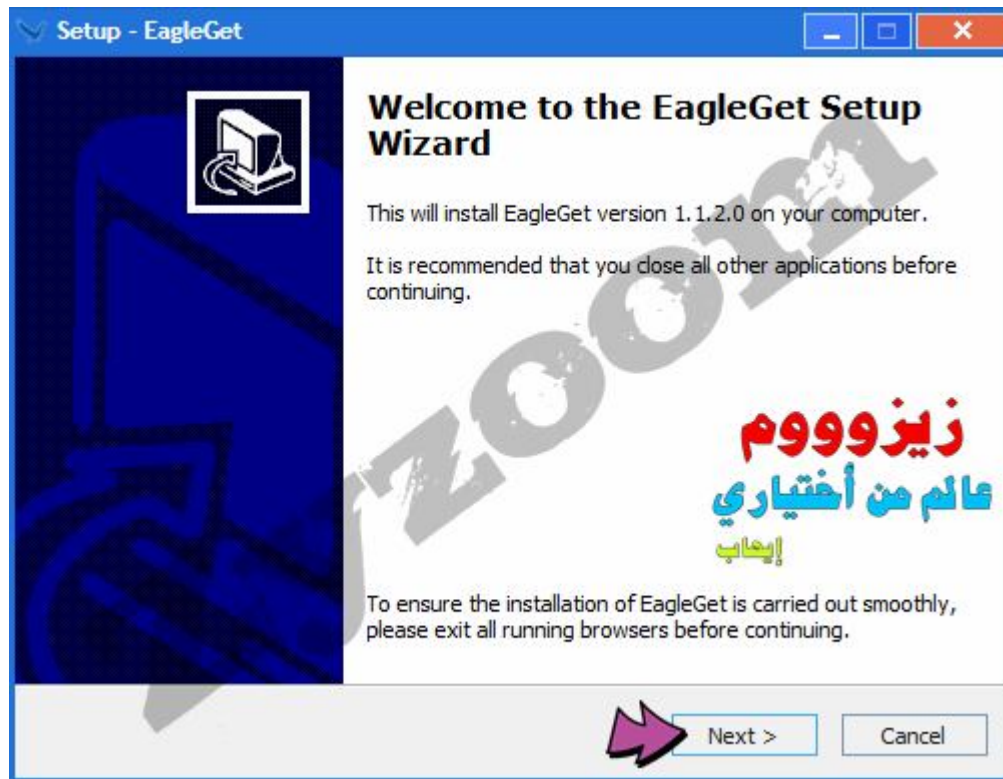 Setup - EagleGet
Welcome to the EagleGet Setup
Wizard
This will install EagleGet version 1.1.2.0 on your computer.
It is recommended that you close all other applications before
continuing.
زيزوووم
عالم من أختياري
إيهاب
To ensure the installation of EagleGet is carried out smoothly,
please exit all running browsers before continuing.
Next >
Cancel